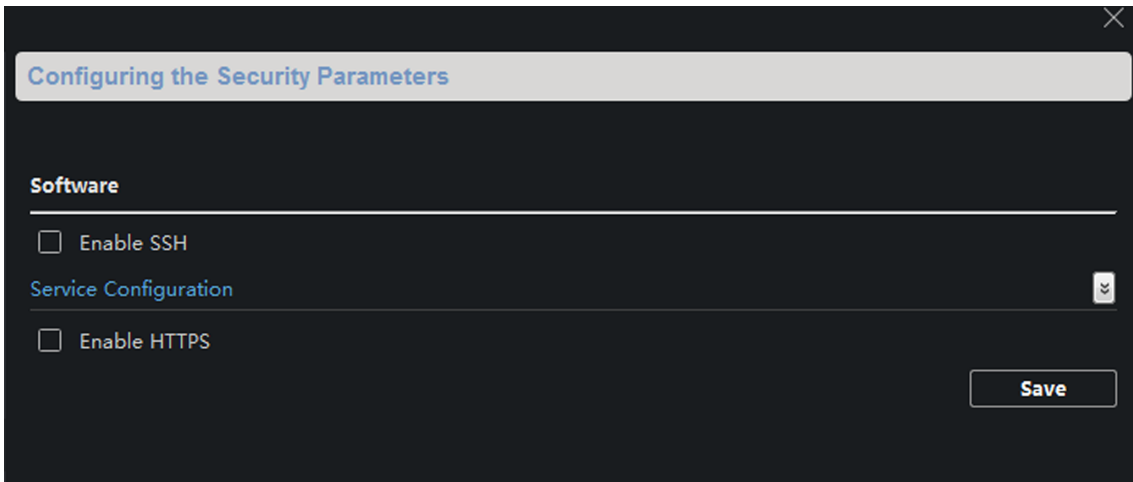 Configuring the Security Parameters
Software
Enable SSH
Service Configuration
Enable HTTPS
Save